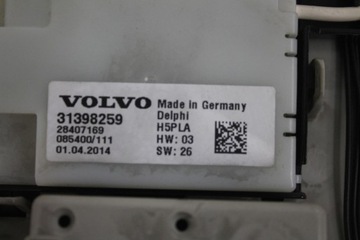 VOLVO Made in Germany
31398259 Delphi
28407169 H5PLA
085400/111 HW: 03
01.04.2014 SW: 26